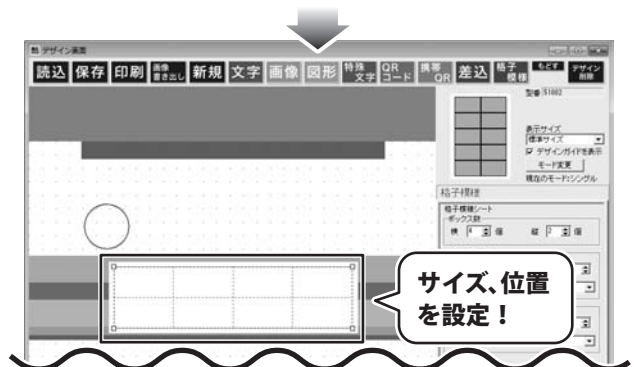 デザイン画面
読込 保存 印刷 画像書き出し 新規 文字 画像 図形 特殊文字 QRコード 携帯QR 差込 格子模様 もどす デザイン削除
型番 51002
表示サイズ
標準サイズ
デザインガイドを表示
モード変更
現在のモード:シングル
格子模様
格子模様シート
ボックス数
横 4 個 縦 2 個
サイズ、位置
を設定!